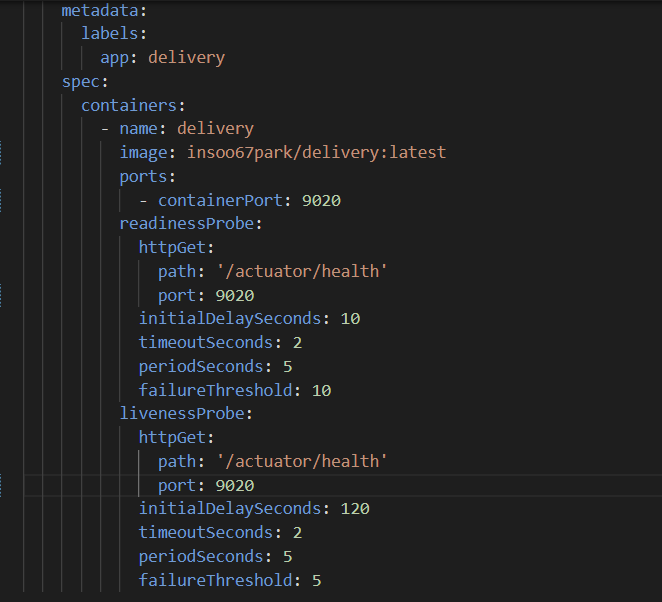 metadata:
labels:
app: delivery
spec:
containers:
- name: delivery
image: insoo67park/delivery:latest
ports:
- containerPort: 9020
readinessProbe:
httpGet:
path: '/actuator/health'
port: 9020
initialDelaySeconds: 10
timeoutSeconds: 2
periodSeconds: 5
failureThreshold: 10
livenessProbe:
httpGet:
path: '/actuator/health'
port: 9020
initialDelaySeconds: 120
timeoutSeconds: 2
periodSeconds: 5
failureThreshold: 5